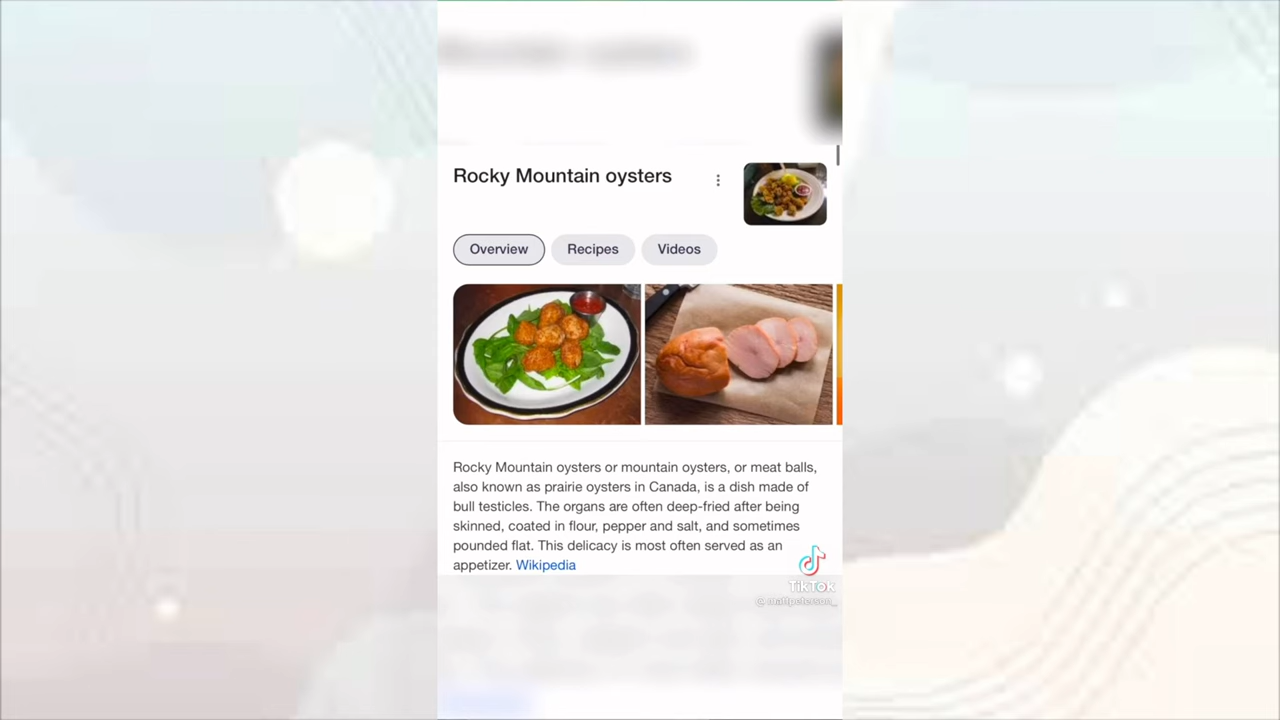 Rocky Mountain oysters
Overview
Recipes
Videos
Rocky Mountain oysters or mountain oysters, or meat balls,
also known as prairie oysters in Canada, is a dish made of
bull testicles. The organs are often deep-fried after being
skinned, coated in flour, pepper and salt, and sometimes
pounded flat. This delicacy is most often served as an
appetizer. Wikipedia
TikTok
@_mattpeterson_